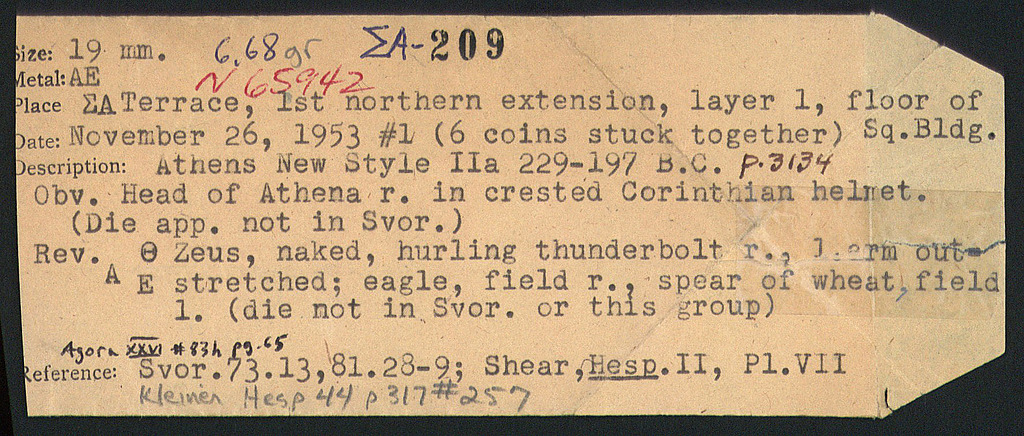 Size: 19 mm. 6,68 gr ΣA-209
Metal: AE N 65942
Place ΣA Terrace, 1st northern extension, layer 1, floor of
Date: November 26, 1953 #1 (6 coins stuck together) Sq.Bldg.
Description: Athens New Style IIa 229-197 B.C. p.3134
Obv. Head of Athena r. in crested Corinthian helmet.
(Die app. not in Svor.)
Rev. Θ Zeus, naked, hurling thunderbolt r., l.arm out-
A E stretched; eagle, field r., spear of wheat, field
l. (die not in Svor. or this group)
Agora XXVI #83h pg.65
Reference: Svor.73.13,81.28-9; Shear,Hesp.II, Pl.VII
Kleiner Hesp 44 p317 #257